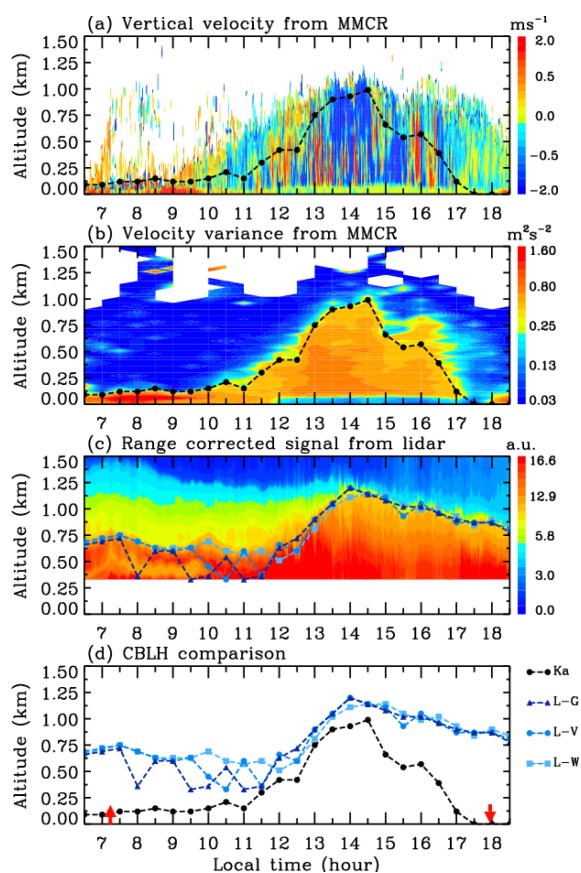 (a) Vertical velocity from MMCR
ms⁻¹
1.50
1.25
1.00
0.75
0.50
0.25
0.00
Altitude (km)
2.0
0.5
0.0
-0.5
-2.0
7 8 9 10 11 12 13 14 15 16 17 18
(b) Velocity variance from MMCR
m²s⁻²
1.50
1.25
1.00
0.75
0.50
0.25
0.00
Altitude (km)
1.60
0.75
0.40
0.13
0.03
7 8 9 10 11 12 13 14 15 16 17 18
(c) Range corrected signal from lidar
a.u.
1.50
1.25
1.00
0.75
0.50
0.25
0.00
Altitude (km)
16.6
12.9
5.25
3.0
0.0
7 8 9 10 11 12 13 14 15 16 17 18
(d) CBLH comparison
1.50
1.25
1.00
0.75
0.50
0.25
0.00
Altitude (km)
Ka
L-G
L-V
L-W
7 8 9 10 11 12 13 14 15 16 17 18
Local time (hour)